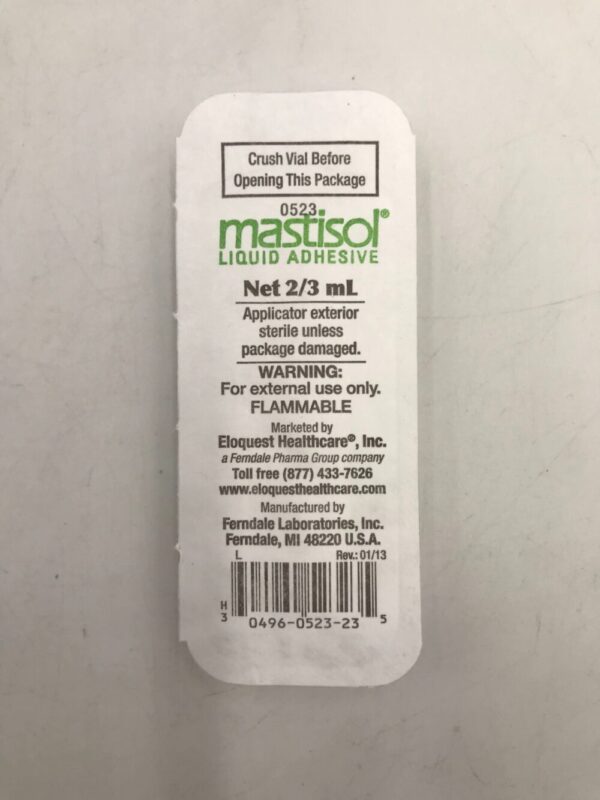 Crush Vial Before
Opening This Package
0523
mastisol®
LIQUID ADHESIVE
Net 2/3 mL
Applicator exterior
sterile unless
package damaged.
WARNING:
For external use only.
FLAMMABLE
Marketed by
Eloquest Healthcare®, Inc.
a Ferndale Pharma Group company
Toll free (877) 433-7626
www.eloquesthealthcare.com
Manufactured by
Ferndale Laboratories, Inc.
Ferndale, MI 48220 U.S.A.
L Rev.: 01/13
H
3 0496-0523-23 5